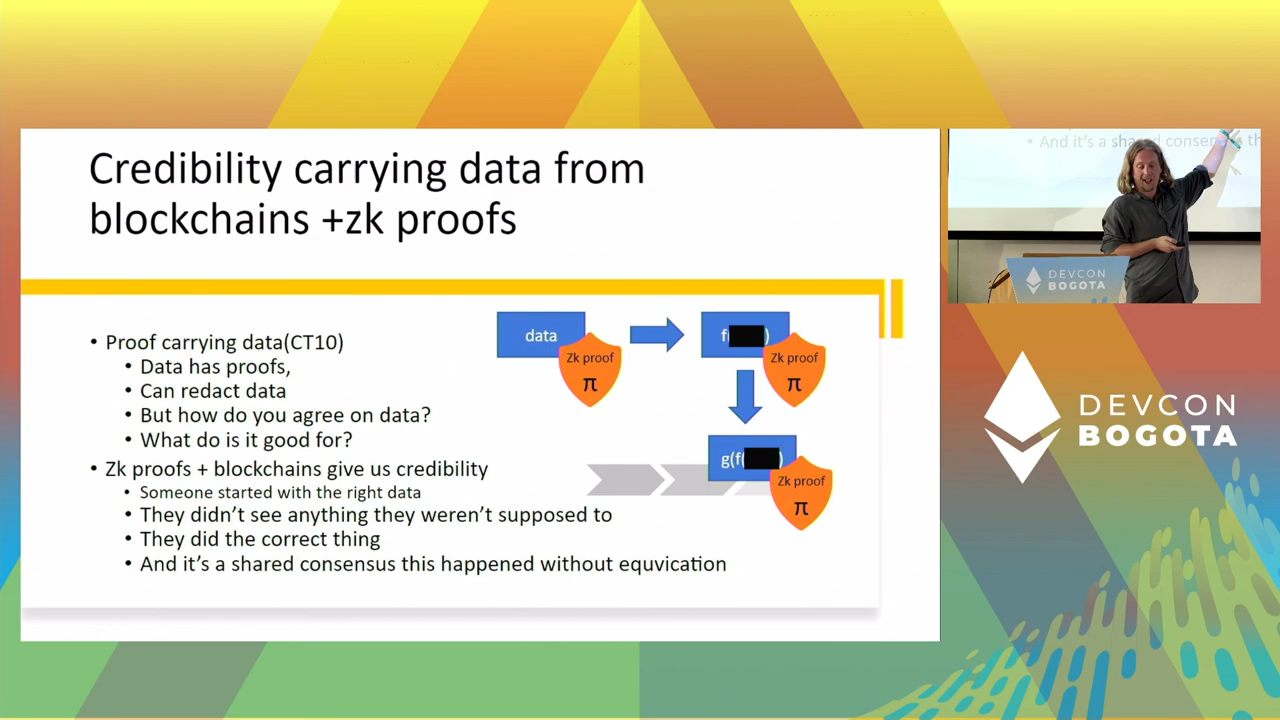 Credibility carrying data from
blockchains +zk proofs
• Proof carrying data(CT10)
• Data has proofs,
• Can redact data
• But how do you agree on data?
• What do is it good for?
• Zk proofs + blockchains give us credibility
• Someone started with the right data
• They didn't see anything they weren't supposed to
• They did the correct thing
• And it's a shared consensus this happened without equvication
data
Zk proof
π
f( )
Zk proof
π
g(f( )
Zk proof
π
• And it's a shared consensus th
DEVCON
BOGOTA
DEVCON
BOGOTA